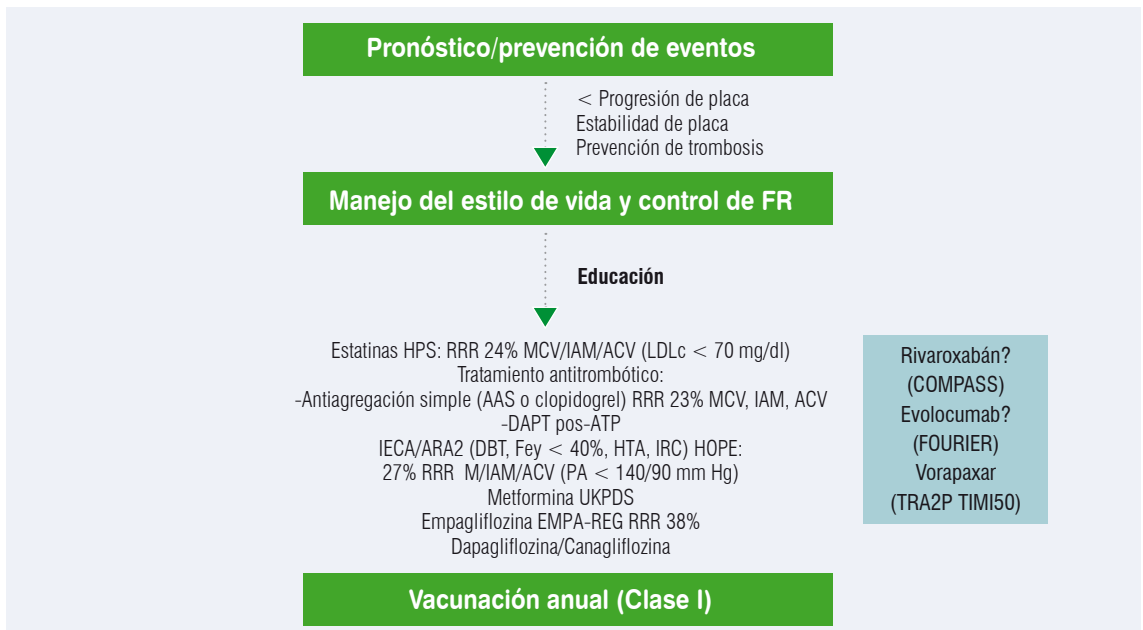 Pronóstico/prevención de eventos
< Progresión de placa
Estabilidad de placa
Prevención de trombosis
Manejo del estilo de vida y control de FR
Educación
Estatinas HPS: RRR 24% MCV/IAM/ACV (LDLc < 70 mg/dl)
Tratamiento antitrombótico:
-Antiagregación simple (AAS o clopidogrel) RRR 23% MCV, IAM, ACV
-DAPT pos-ATP
IECA/ARA2 (DBT, Fey < 40%, HTA, IRC) HOPE:
27% RRR M/IAM/ACV (PA < 140/90 mm Hg)
Metformina UKPDS
Empagliflozina EMPA-REG RRR 38%
Dapagliflozina/Canagliflozina
Rivaroxabán?
(COMPASS)
Evolocumab?
(FOURIER)
Vorapaxar
(TRA2P TIMI50)
Vacunación anual (Clase I)